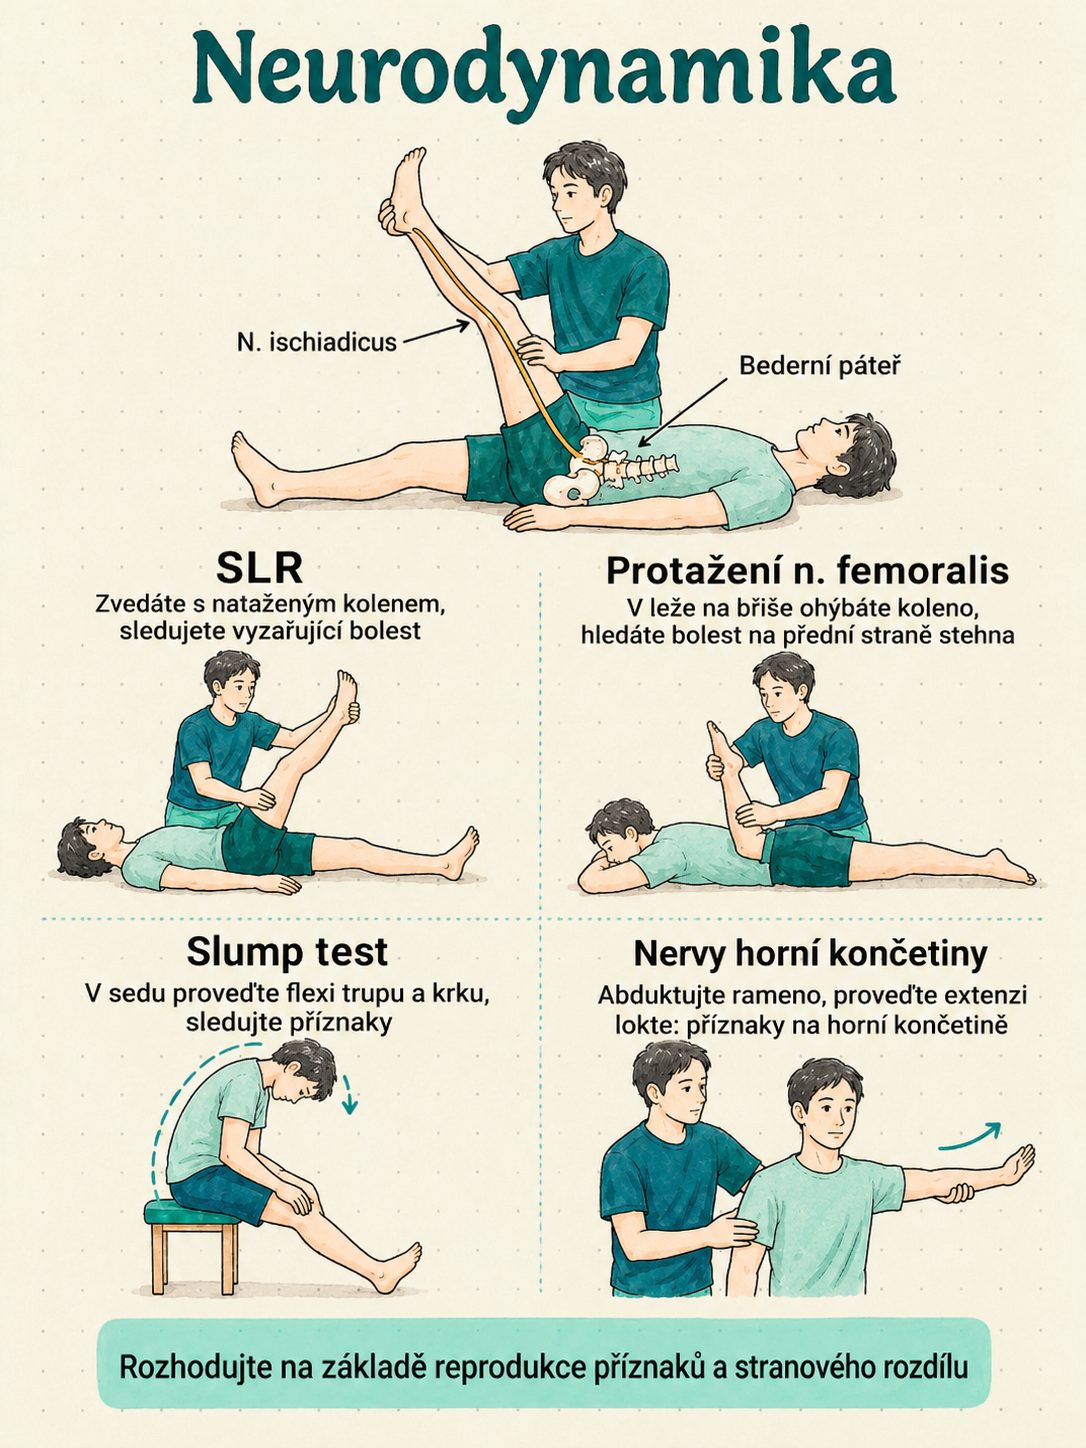 Neurodynamika
N. ischiadicus
Bederní páteř
SLR
Zvedáte s nataženým kolenem,
sledujete vyzařující bolest
Protažení n. femoralis
V leže na břiše ohýbáte koleno,
hledáte bolest na přední straně stehna
Slump test
V sedu proveďte flexi trupu a krku,
sledujte příznaky
Nervy horní končetiny
Abduktujte rameno, proveďte extenzi
lokte: příznaky na horní končetině
Rozhodujte na základě reprodukce příznaků a stranového rozdílu